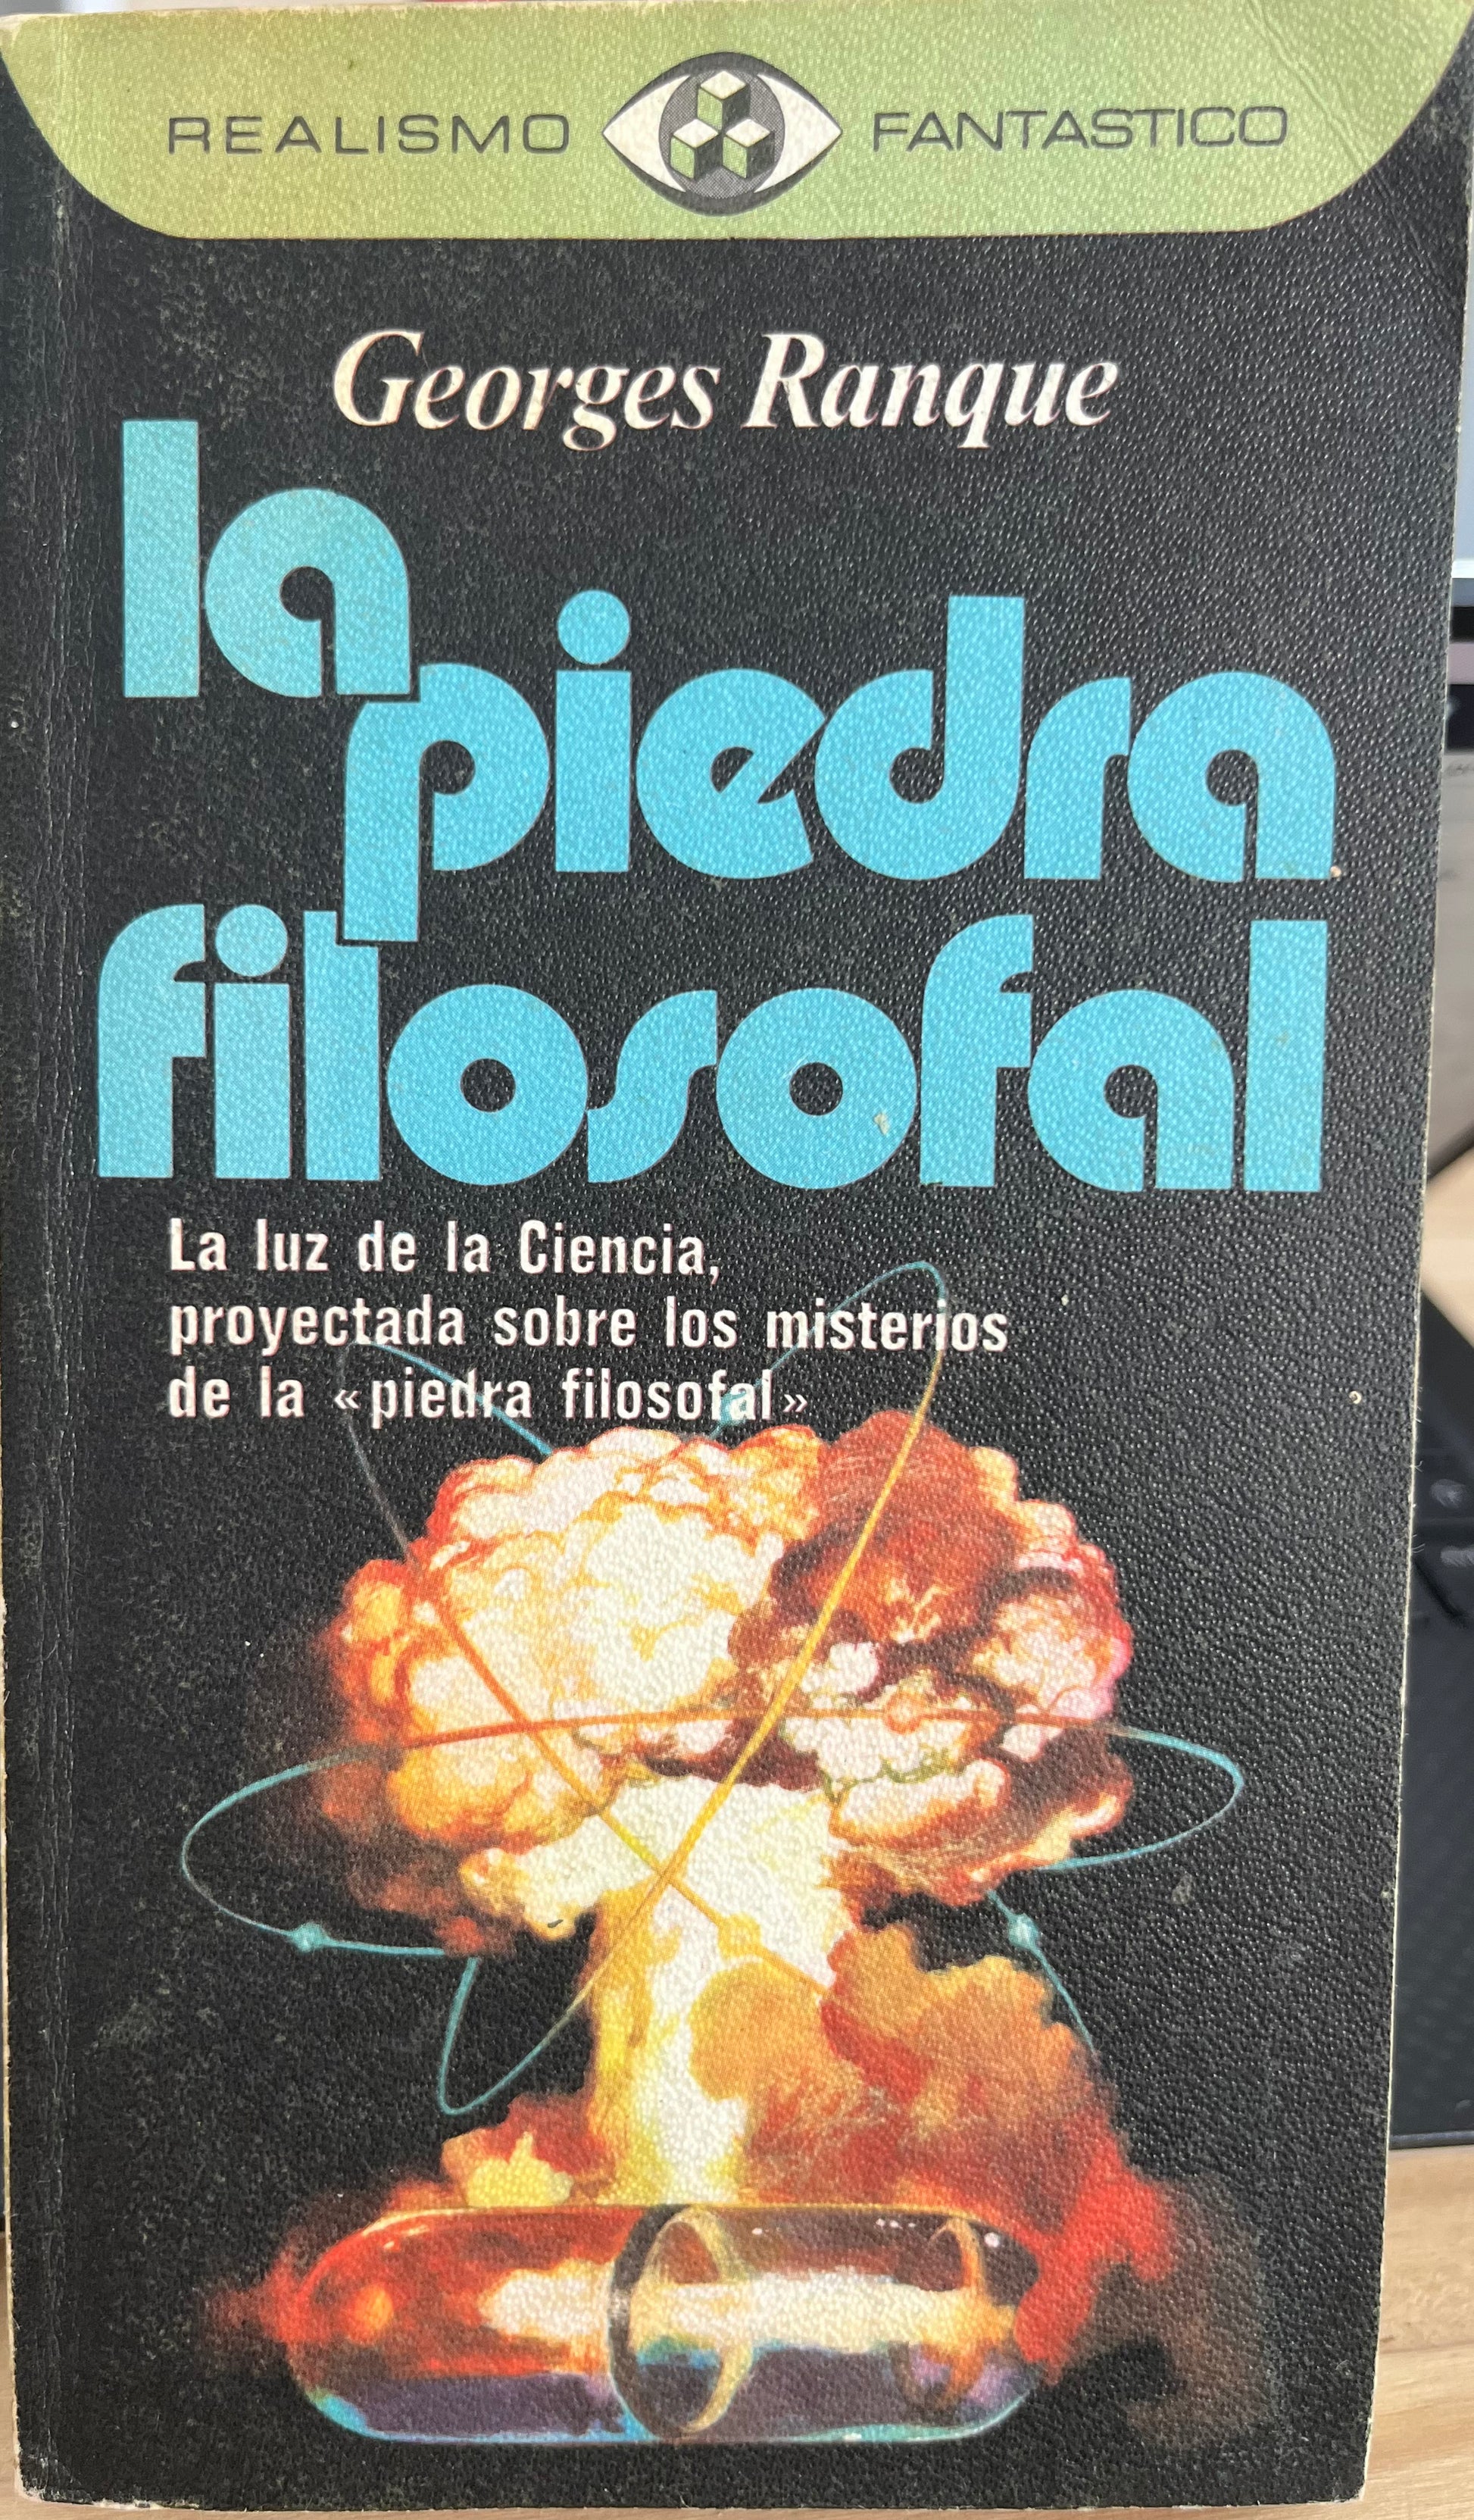 REALISMO FANTASTICO
Georges Ranque
la
piedra
filosofal
La luz de la Ciencia,
proyectada sobre los misterios
de la «piedra filosofal»